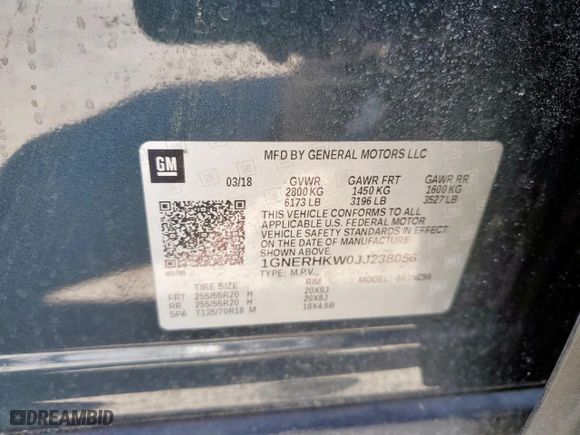 GM
MFD BY GENERAL MOTORS LLC
03/18 GVWR GAWR FRT GAWR RR
2800 KG 1450 KG 1600 KG
6173 LB 3196 LB 3527 LB
THIS VEHICLE CONFORMS TO ALL
APPLICABLE U.S. FEDERAL MOTOR
VEHICLE SAFETY STANDARDS IN
EFFECT ON THE DATE OF MANUFACTURE
SHOWN ABOVE.
1GNERHKW0JJ238056
TYPE: M.P.V. MODEL:
TIRE SIZE RIM
FRT 255/55R20 H 20X8J
RR 255/55R20 H 20X8J
SPA T135/70R18 M 18X4.5B
DREAMBID